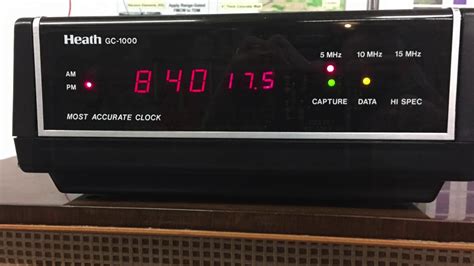 Heath GC-1000
5 MHz 10 MHz 15 MHz
AM
PM
8 40 17.5
CAPTURE DATA HI SPEC
MOST ACCURATE CLOCK